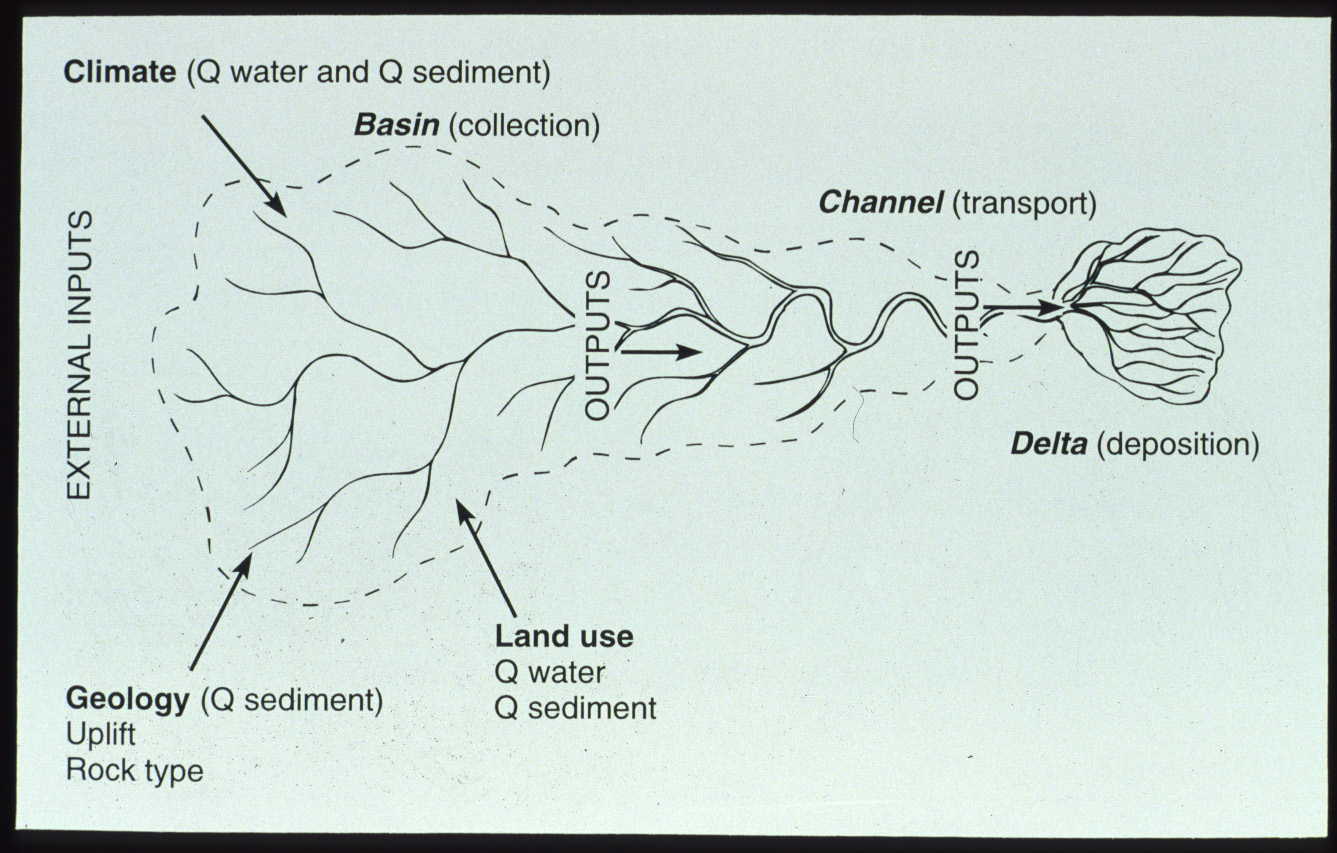 Climate (Q water and Q sediment)
Basin (collection)
Channel (transport)
EXTERNAL INPUTS
OUTPUTS
OUTPUTS
Delta (deposition)
Land use
Q water
Q sediment
Geology (Q sediment)
Uplift
Rock type